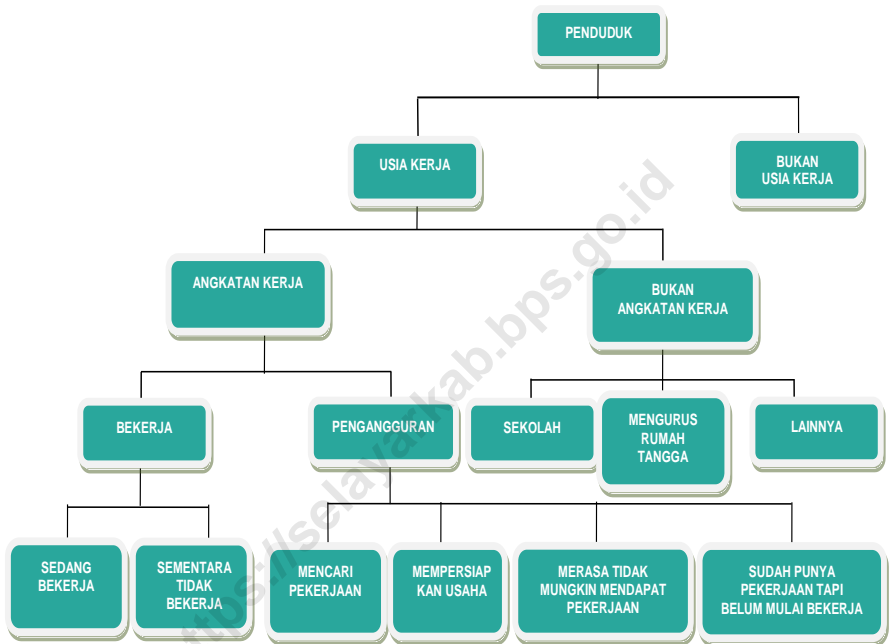 PENDUDUK
USIA KERJA
BUKAN
USIA KERJA
ANGKATAN KERJA
BUKAN
ANGKATAN KERJA
BEKERJA
PENGANGGURAN
SEKOLAH
MENGURUS
RUMAH
TANGGA
LAINNYA
SEDANG
BEKERJA
SEMENTARA
TIDAK
BEKERJA
MENCARI
PEKERJAAN
MEMPERSIAP
KAN USAHA
MERASA TIDAK
MUNGKIN MENDAPAT
PEKERJAAN
SUDAH PUNYA
PEKERJAAN TAPI
BELUM MULAI BEKERJA
ttps://selayarkab.bps.go.id